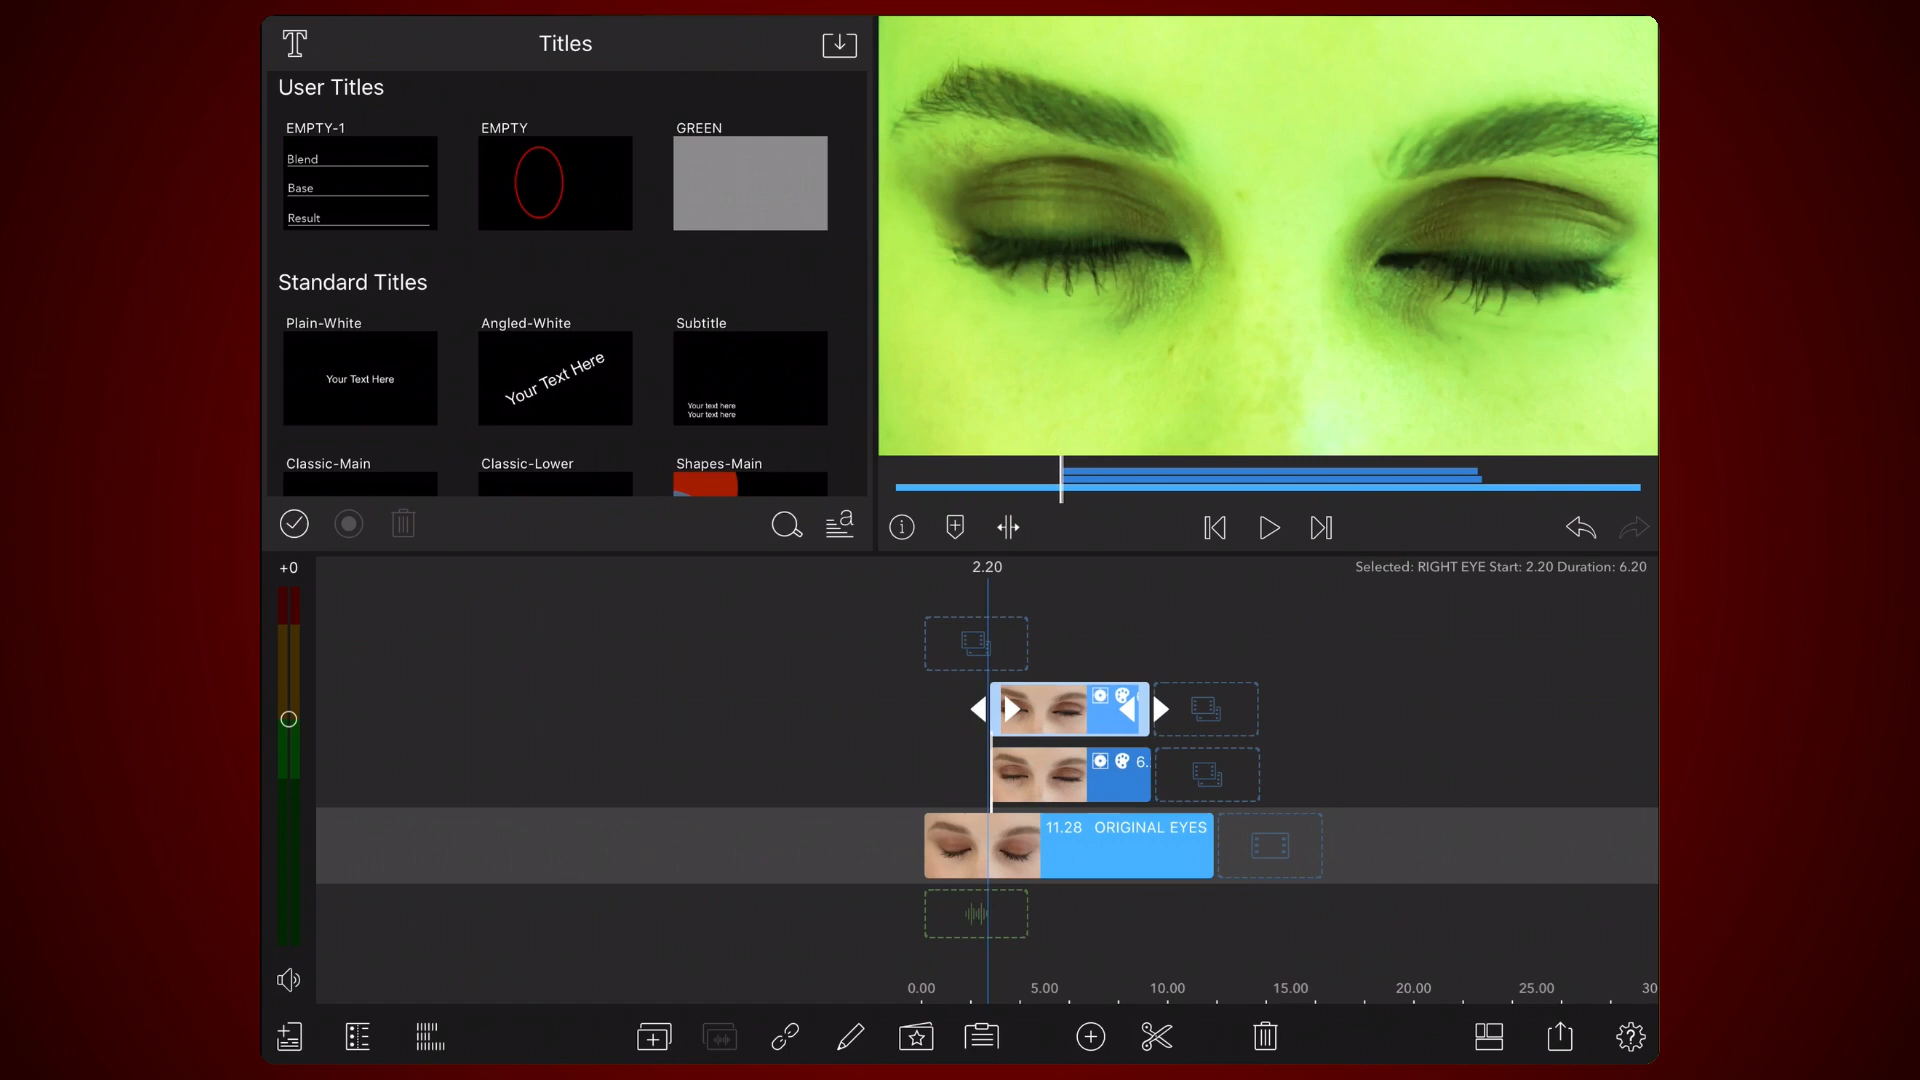 Titles
User Titles
EMPTY-1
EMPTY
GREEN
Blend
Base
Result
Standard Titles
Plain-White
Angled-White
Subtitle
Your Text Here
Your Text Here
Your text here
Your text here
Classic-Main
Classic-Lower
Shapes-Main
a
+0
2.20
Selected: RIGHT EYE Start: 2.20 Duration: 6.20
6.
11.28 ORIGINAL EYES
0.00
5.00
10.00
15.00
20.00
25.00
30